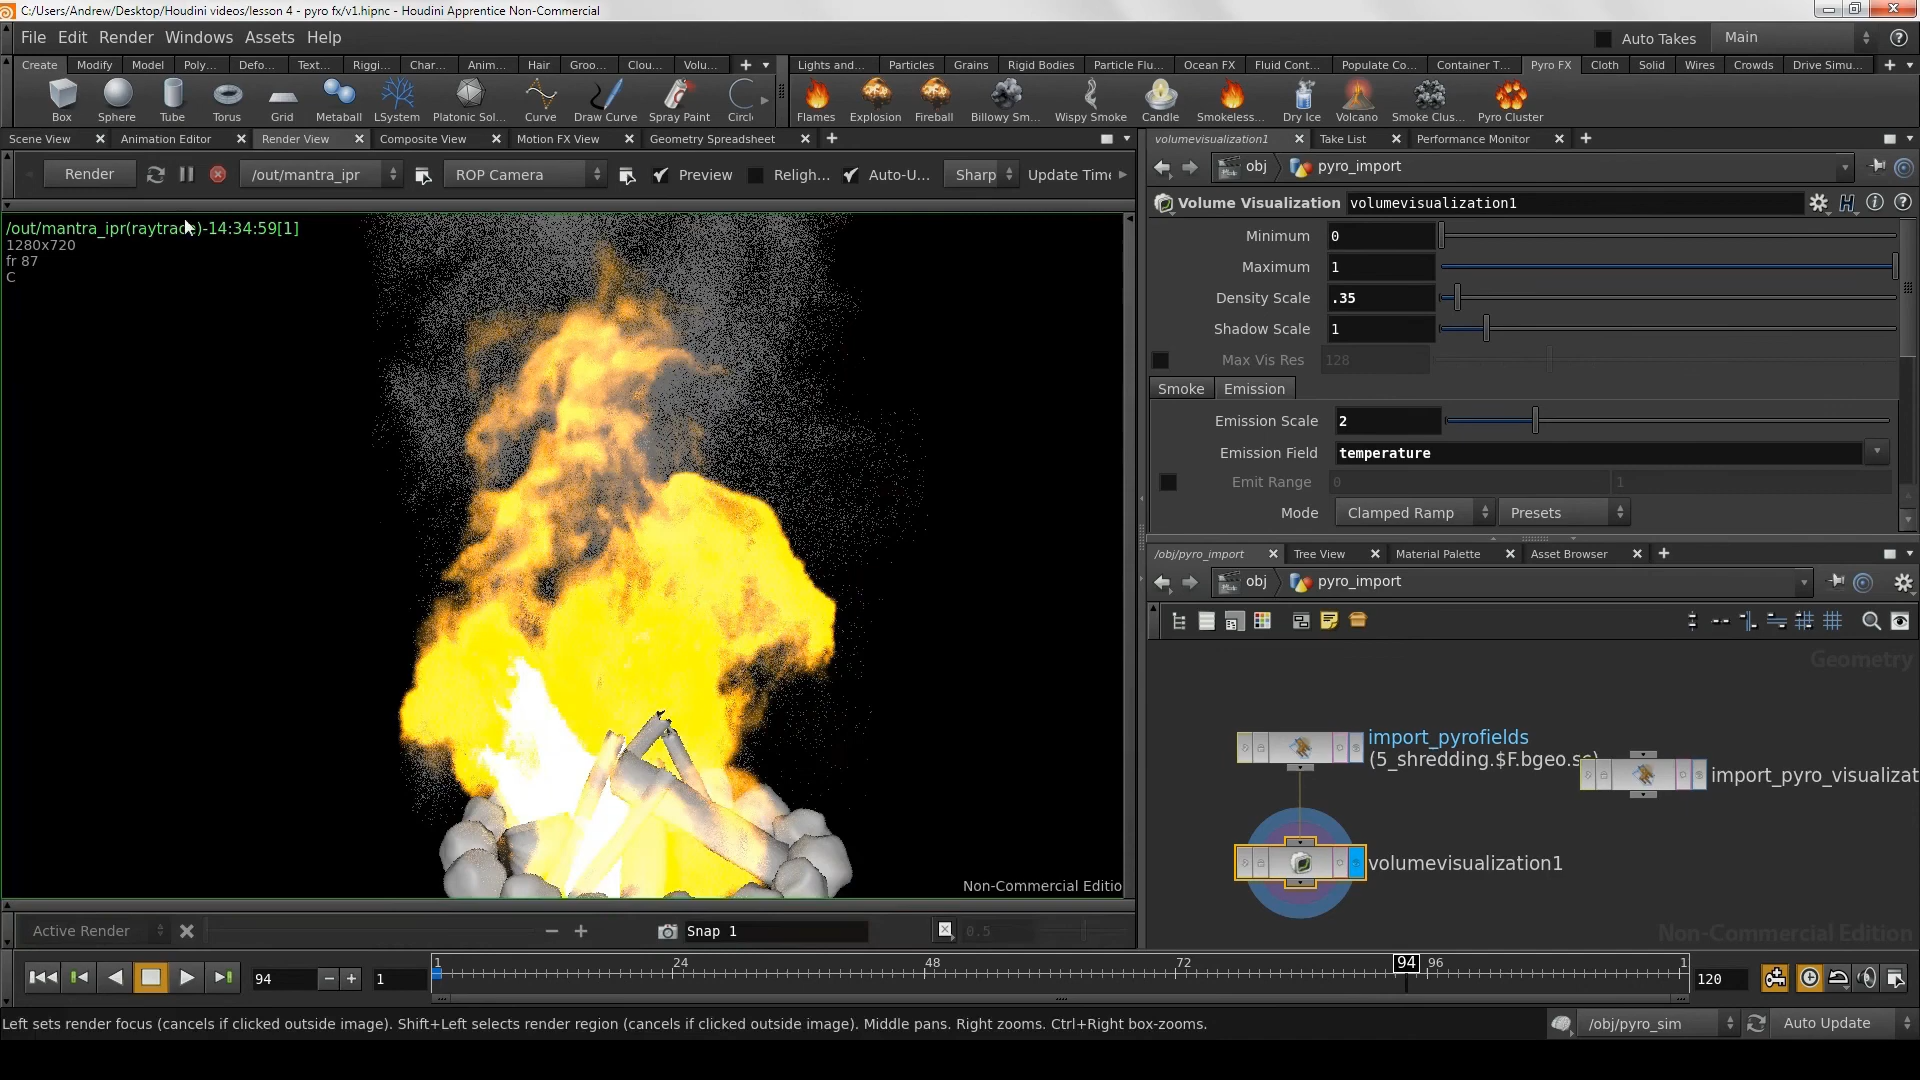 C:/Users/Andrew/Desktop/Houdini videos/lesson 4 - pyro fx/v1.hipnc - Houdini Apprentice Non-Commercial
File Edit Render Windows Assets Help
Auto Takes Main
Create Modify Model Poly... Defo... Text... Riggi... Char... Anim... Hair Groo... Clou... Volu...
Lights and... Particles Grains Rigid Bodies Particle Flu... Ocean FX Fluid Cont... Populate Co... Container T... Pyro FX Cloth Solid Wires Crowds Drive Simu...
Box Sphere Tube Torus Grid Metaball LSystem Platonic Sol... Curve Draw Curve Spray Paint Circl
Flames Explosion Fireball Billowy Sm... Wispy Smoke Candle Smokeless... Dry Ice Volcano Smoke Clus... Pyro Cluster
Scene View Animation Editor Render View Composite View Motion FX View Geometry Spreadsheet
volumevisualization1 Take List Performance Monitor
Render /out/mantra_ipr ROP Camera Preview Religh... Auto-U... Sharp Update Time
obj pyro_import
Volume Visualization volumevisualization1
/out/mantra_ipr(raytrace)-14:34:59[1]
1280x720
fr 87
C
Minimum 0
Maximum 1
Density Scale .35
Shadow Scale 1
Max Vis Res 128
Smoke Emission
Emission Scale 2
Emission Field temperature
Emit Range 0 1
Mode Clamped Ramp Presets
/obj/pyro_import Tree View Material Palette Asset Browser
obj pyro_import
Geometry
import_pyrofields
(5_shredding.$F.bgeo.sc)
import_pyro_visualizat
volumevisualization1
Non-Commercial Edition
Non-Commercial Editio
Active Render Snap 1 0.5
94 1 1 24 48 72 94 96 1 120
Left sets render focus (cancels if clicked outside image). Shift+Left selects render region (cancels if clicked outside image). Middle pans. Right zooms. Ctrl+Right box-zooms.
/obj/pyro_sim Auto Update